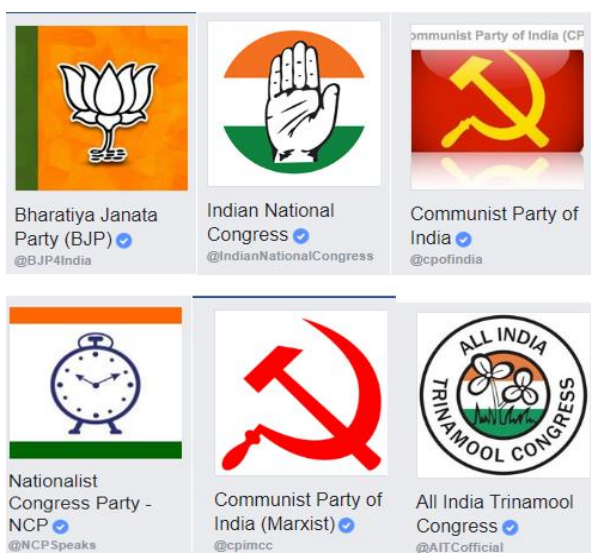 ommunist Party of India (CP
Bharatiya Janata
Party (BJP)
@BJP4India
Indian National
Congress
@IndianNationalCongress
Communist Party of
India
@cpofindia
ALL INDIA
TRINAMOOL CONGRESS
Nationalist
Congress Party -
NCP
@NCPSpeaks
Communist Party of
India (Marxist)
@cpimcc
All India Trinamool
Congress
@AITCofficial